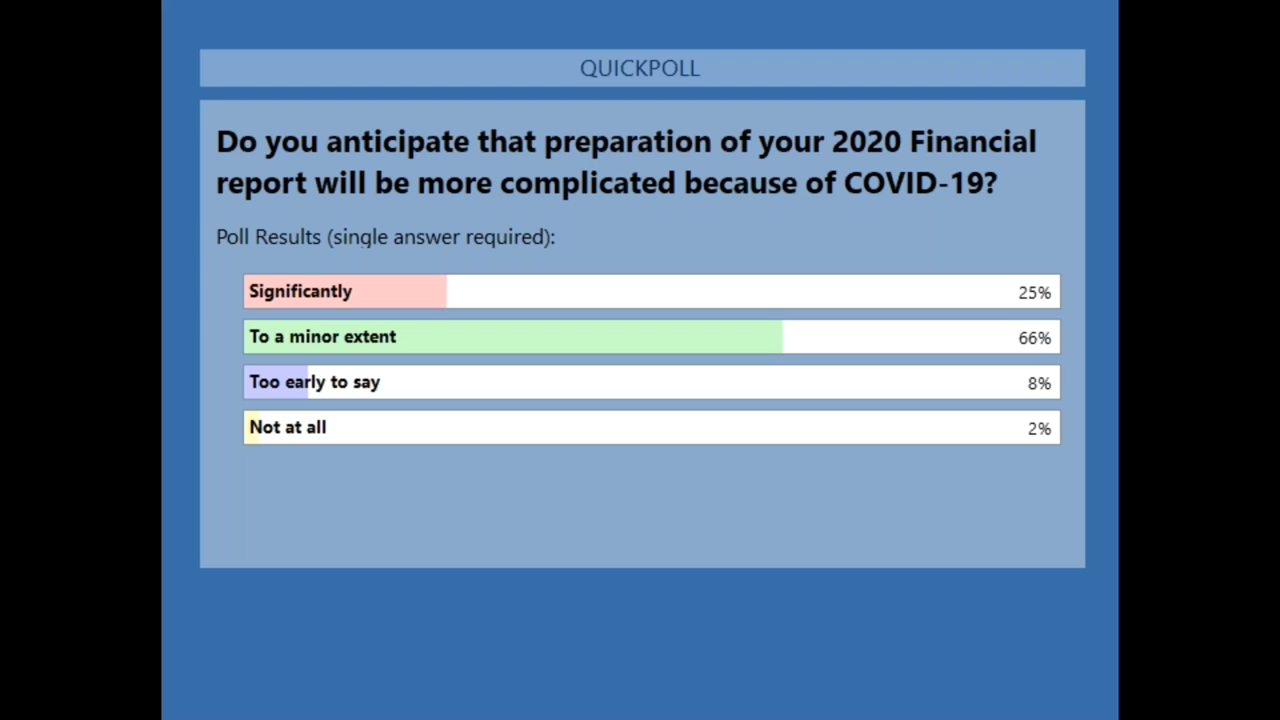 QUICKPOLL
Do you anticipate that preparation of your 2020 Financial
report will be more complicated because of COVID-19?
Poll Results (single answer required):
Significantly 25%
To a minor extent 66%
Too early to say 8%
Not at all 2%